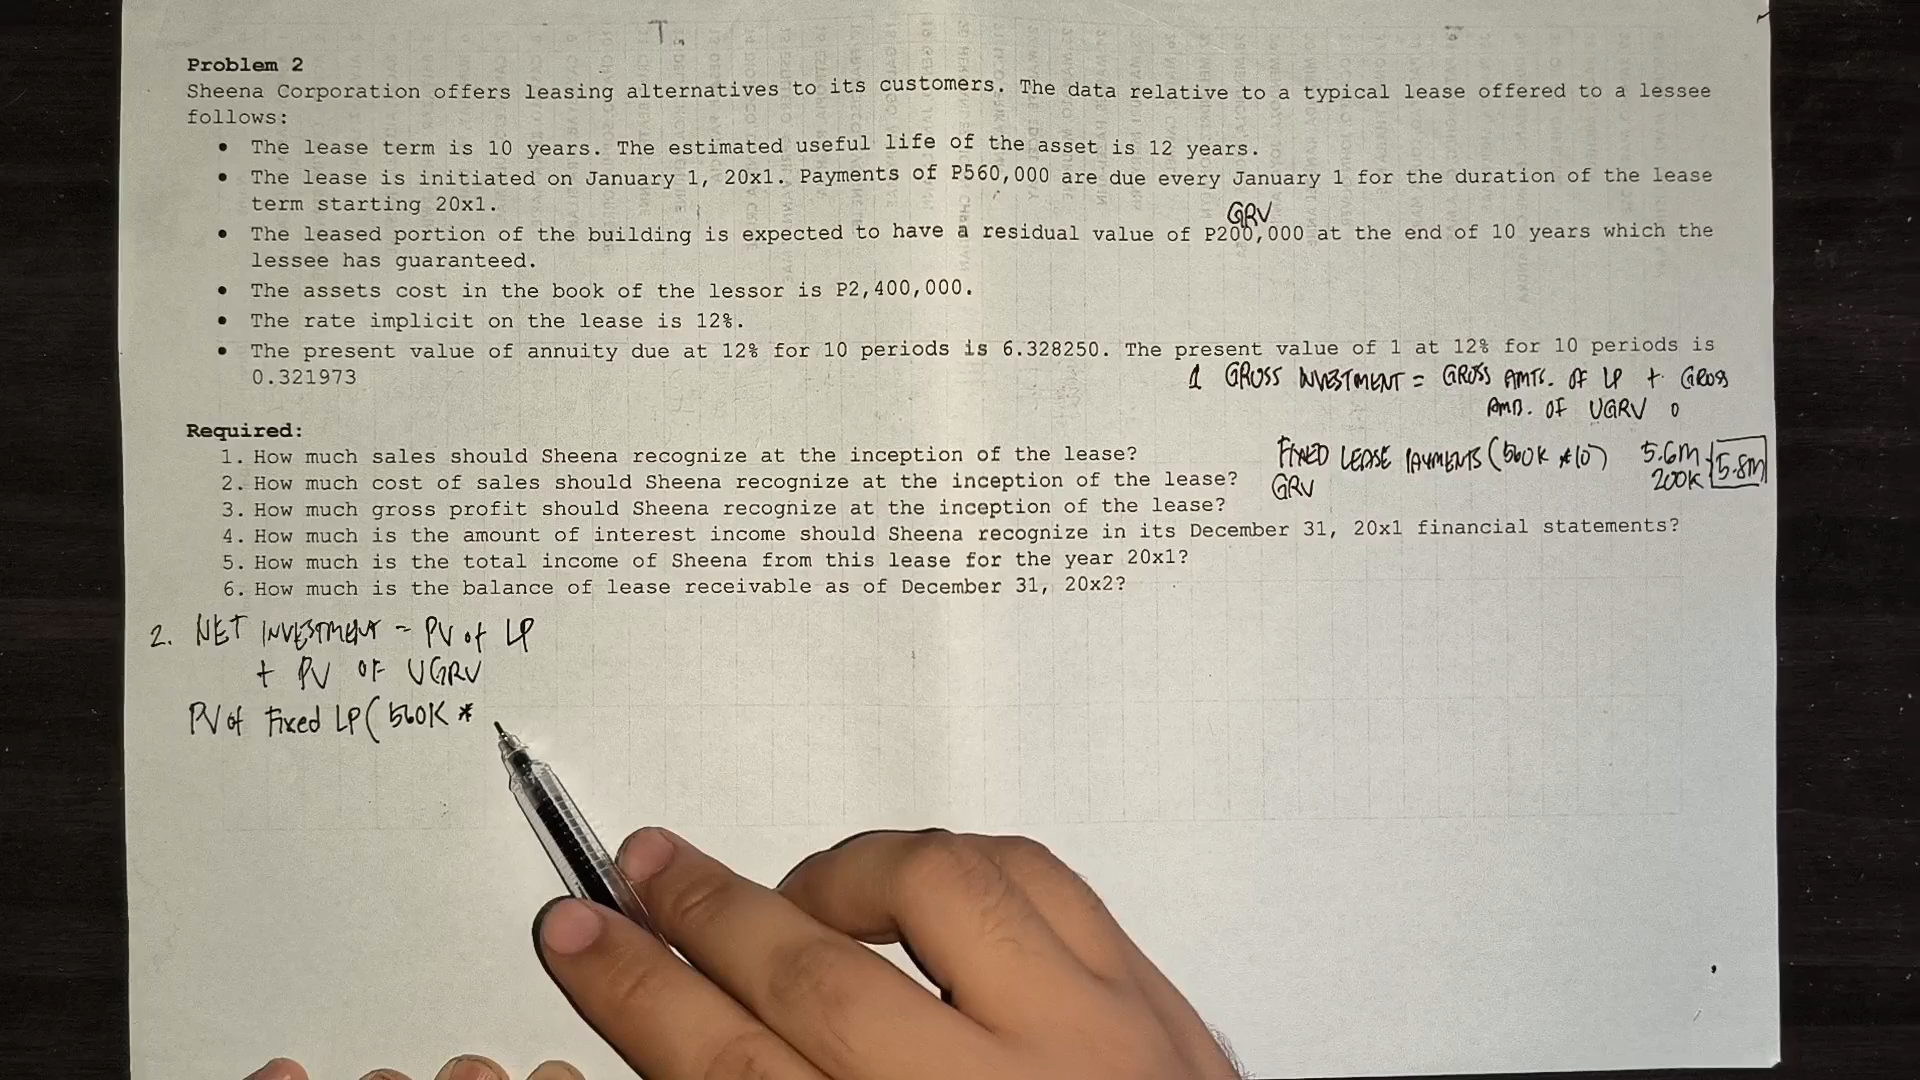 Problem 2
Sheena Corporation offers leasing alternatives to its customers. The data relative to a typical lease offered to a lessee
follows:
• The lease term is 10 years. The estimated useful life of the asset is 12 years.
• The lease is initiated on January 1, 20x1. Payments of P560,000 are due every January 1 for the duration of the lease
term starting 20x1.
GRV
• The leased portion of the building is expected to have a residual value of P200,000 at the end of 10 years which the
lessee has guaranteed.
• The assets cost in the book of the lessor is P2,400,000.
• The rate implicit on the lease is 12%.
• The present value of annuity due at 12% for 10 periods is 6.328250. The present value of 1 at 12% for 10 periods is
0.321973
1 GROSS INVESTMENT = GROSS AMTS. OF LP + GROSS
OF UGRV 0
Required:
1. How much sales should Sheena recognize at the inception of the lease?
FIXED LEASE PAYMENTS (560K * 10) 5.6m
2. How much cost of sales should Sheena recognize at the inception of the lease?
GRV 200K 5.8m
3. How much gross profit should Sheena recognize at the inception of the lease?
4. How much is the amount of interest income should Sheena recognize in its December 31, 20x1 financial statements?
5. How much is the total income of Sheena from this lease for the year 20x1?
6. How much is the balance of lease receivable as of December 31, 20x2?
2. NET INVESTMENT = PV of LP
+ PV OF UGRV
PV of Fixed LP (560K *